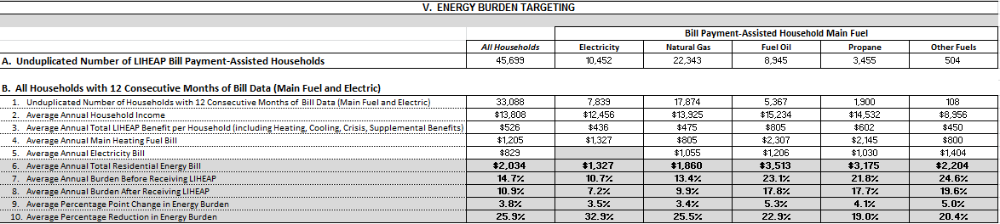 V. ENERGY BURDEN TARGETING
Bill Payment-Assisted Household Main Fuel
All Households Electricity Natural Gas Fuel Oil Propane Other Fuels
A. Unduplicated Number of LIHEAP Bill Payment-Assisted Households 45,699 10,452 22,343 8,945 3,455 504
B. All Households with 12 Consecutive Months of Bill Data (Main Fuel and Electric)
1. Unduplicated Number of Households with 12 Consecutive Months of Bill Data (Main Fuel and Electric) 33,088 7,839 17,874 5,367 1,900 108
2. Average Annual Household Income $13,808 $12,456 $13,925 $15,234 $14,532 $8,956
3. Average Annual Total LIHEAP Benefit per Household (including Heating, Cooling, Crisis, Supplemental Benefits) $526 $436 $475 $805 $602 $450
4. Average Annual Main Heating Fuel Bill $1,205 $1,327 $805 $2,307 $2,145 $800
5. Average Annual Electricity Bill $829 $1,055 $1,206 $1,030 $1,404
6. Average Annual Total Residential Energy Bill $2,034 $1,327 $1,860 $3,513 $3,175 $2,204
7. Average Annual Burden Before Receiving LIHEAP 14.7% 10.7% 13.4% 23.1% 21.8% 24.6%
8. Average Annual Burden After Receiving LIHEAP 10.9% 7.2% 9.9% 17.8% 17.7% 19.6%
9. Average Percentage Point Change in Energy Burden 3.8% 3.5% 3.4% 5.3% 4.1% 5.0%
10. Average Percentage Reduction in Energy Burden 25.9% 32.9% 25.5% 22.9% 19.0% 20.4%